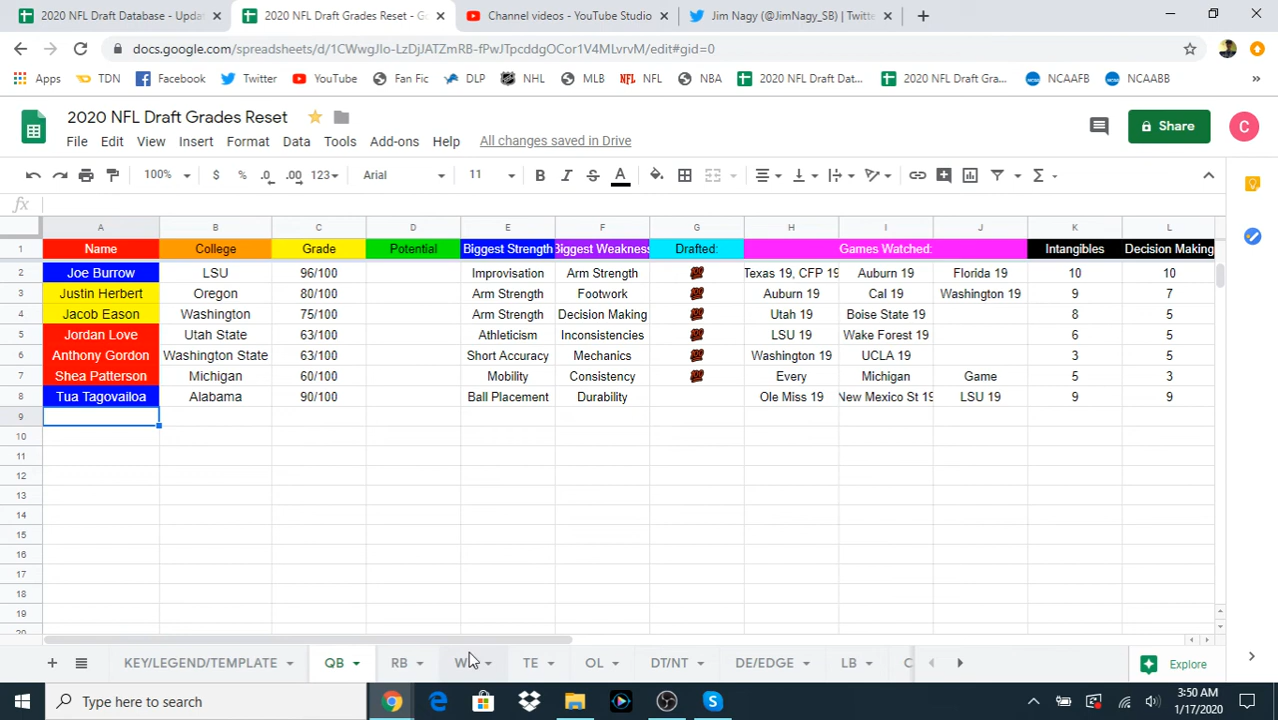 2020 NFL Draft Database - Upda
2020 NFL Draft Grades Reset - Go
Channel videos - YouTube Studio
Jim Nagy (@JimNagy_SB) | Twitte
docs.google.com/spreadsheets/d/1CWwgJIo-LzDjJATZmRB-fPwJTpcddgOCor1V4MLvrvM/edit#gid=0
Apps TDN Facebook Twitter YouTube Fan Fic DLP NHL MLB NFL NBA 2020 NFL Draft Dat... 2020 NFL Draft Gra... NCAAFB NCAABB
2020 NFL Draft Grades Reset
Share
C
File Edit View Insert Format Data Tools Add-ons Help All changes saved in Drive
100% $ % .0 .00 123 Arial 11 B I S A
fx
A B C D E F G H I J K L
1 Name College Grade Potential Biggest Strength Biggest Weakness Drafted: Games Watched: Intangibles Decision Making
2 Joe Burrow LSU 96/100 Improvisation Arm Strength 💯 Texas 19, CFP 19 Auburn 19 Florida 19 10 10
3 Justin Herbert Oregon 80/100 Arm Strength Footwork 💯 Auburn 19 Cal 19 Washington 19 9 7
4 Jacob Eason Washington 75/100 Arm Strength Decision Making 💯 Utah 19 Boise State 19 8 5
5 Jordan Love Utah State 63/100 Athleticism Inconsistencies 💯 LSU 19 Wake Forest 19 6 5
6 Anthony Gordon Washington State 63/100 Short Accuracy Mechanics 💯 Washington 19 UCLA 19 3 5
7 Shea Patterson Michigan 60/100 Mobility Consistency 💯 Every Michigan Game 5 3
8 Tua Tagovailoa Alabama 90/100 Ball Placement Durability Ole Miss 19 New Mexico St 19 LSU 19 9 9
9
10
11
12
13
14
15
16
17
18
19
20
KEY/LEGEND/TEMPLATE QB RB W TE OL DT/NT DE/EDGE LB C Explore
Type here to search
3:50 AM
1/17/2020